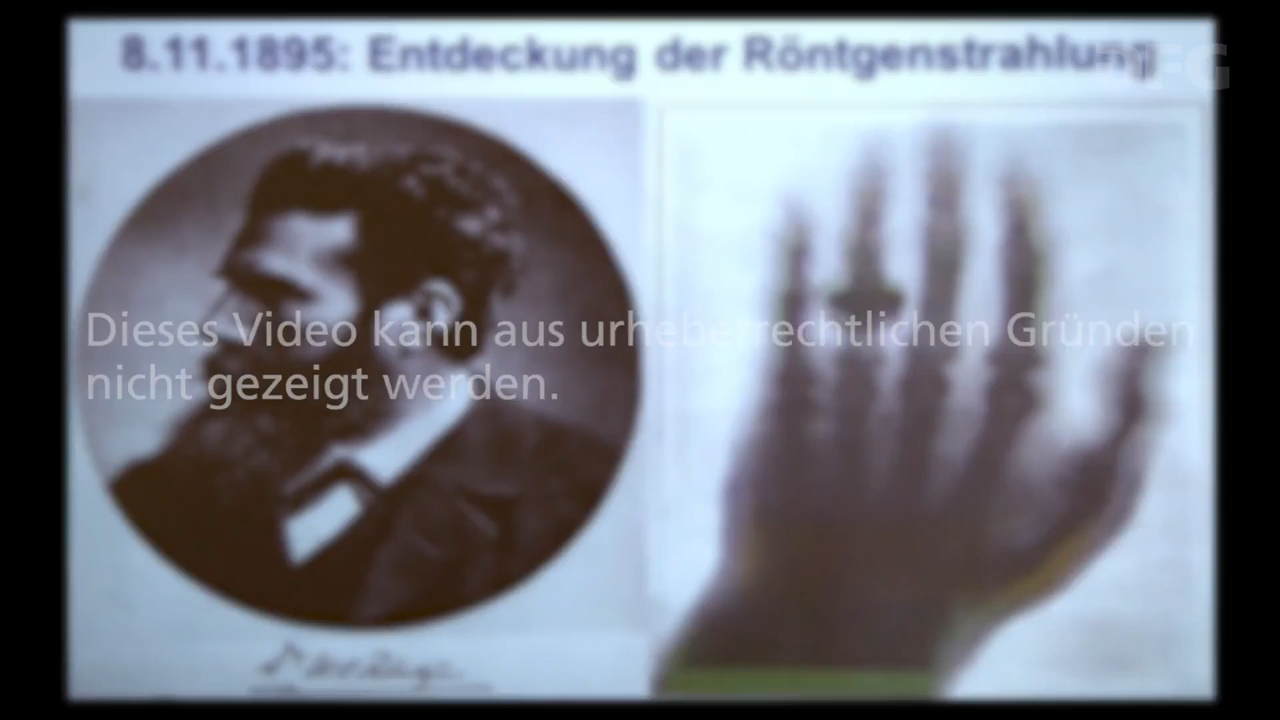 8.11.1895: Entdeckung der Röntgenstrahlung
Dieses Video kann aus urheberrechtlichen Gründen
nicht gezeigt werden.